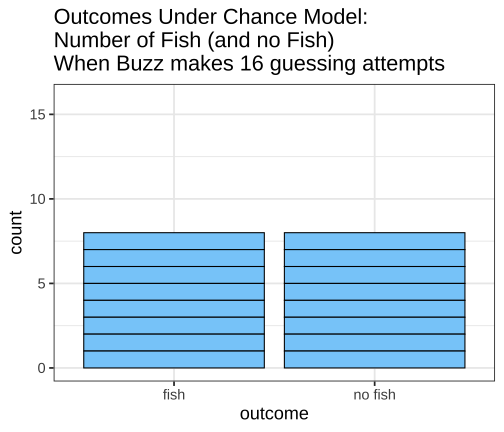 Outcomes Under Chance Model:
Number of Fish (and no Fish)
When Buzz makes 16 guessing attempts
15
10
5
0
count
fish no fish
outcome